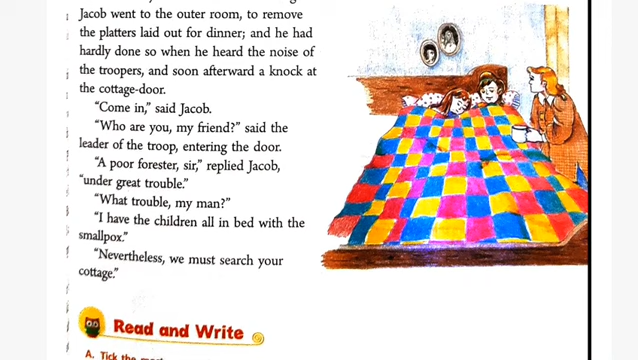 Jacob went to the outer room, to remove
the platters laid out for dinner; and he had
hardly done so when he heard the noise of
the troopers, and soon afterward a knock at
the cottage-door.
"Come in," said Jacob.
"Who are you, my friend?" said the
leader of the troop, entering the door.
"A poor forester, sir," replied Jacob,
"under great trouble."
"What trouble, my man?"
"I have the children all in bed with the
smallpox."
"Nevertheless, we must search your
cottage."
Read and Write
A. Tick the